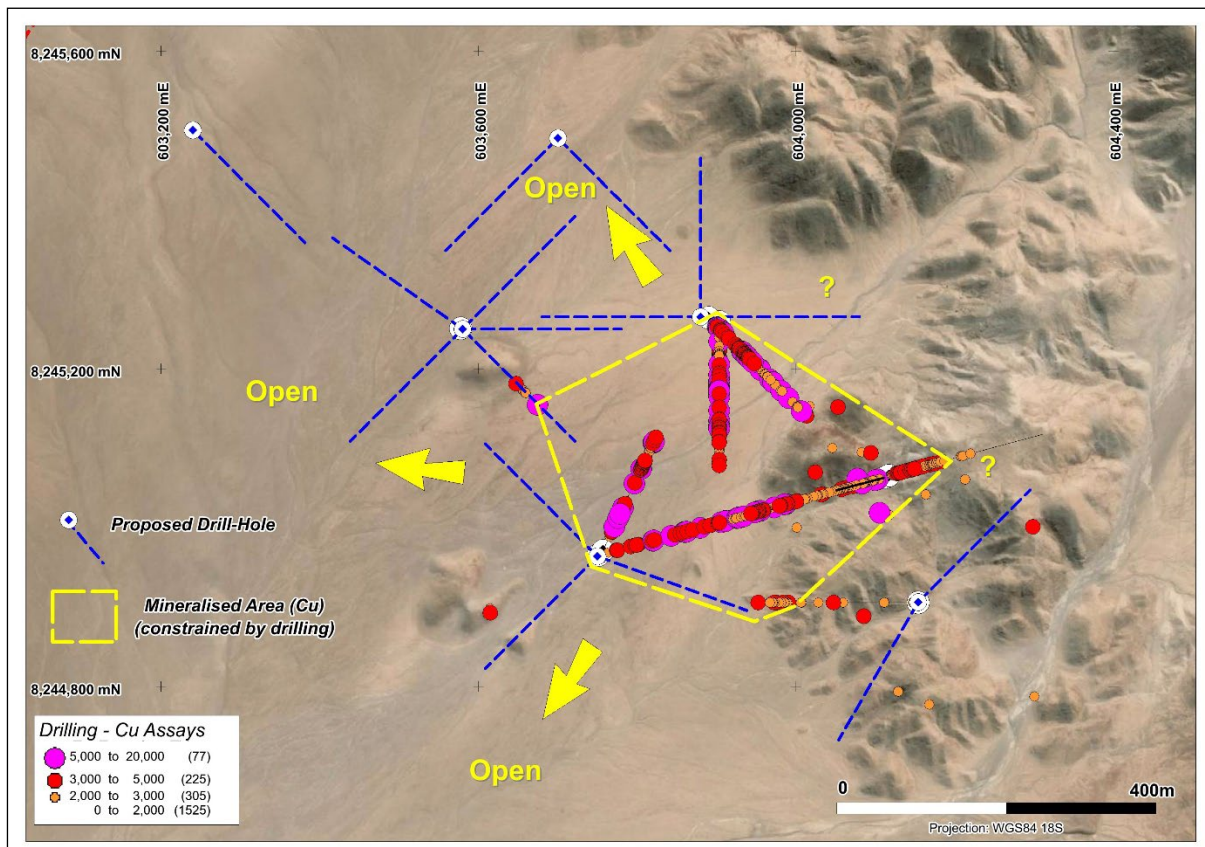 8,245,600 mN
603,200 mE
603,600 mE
604,000 mE
604,400 mE
Open
?
8,245,200 mN
Open
?
Proposed Drill-Hole
Mineralised Area (Cu)
(constrained by drilling)
8,244,800 mN
Open
Drilling - Cu Assays
5,000 to 20,000 (77)
3,000 to 5,000 (225)
2,000 to 3,000 (305)
0 to 2,000 (1525)
0 400m
Projection: WGS84 18S